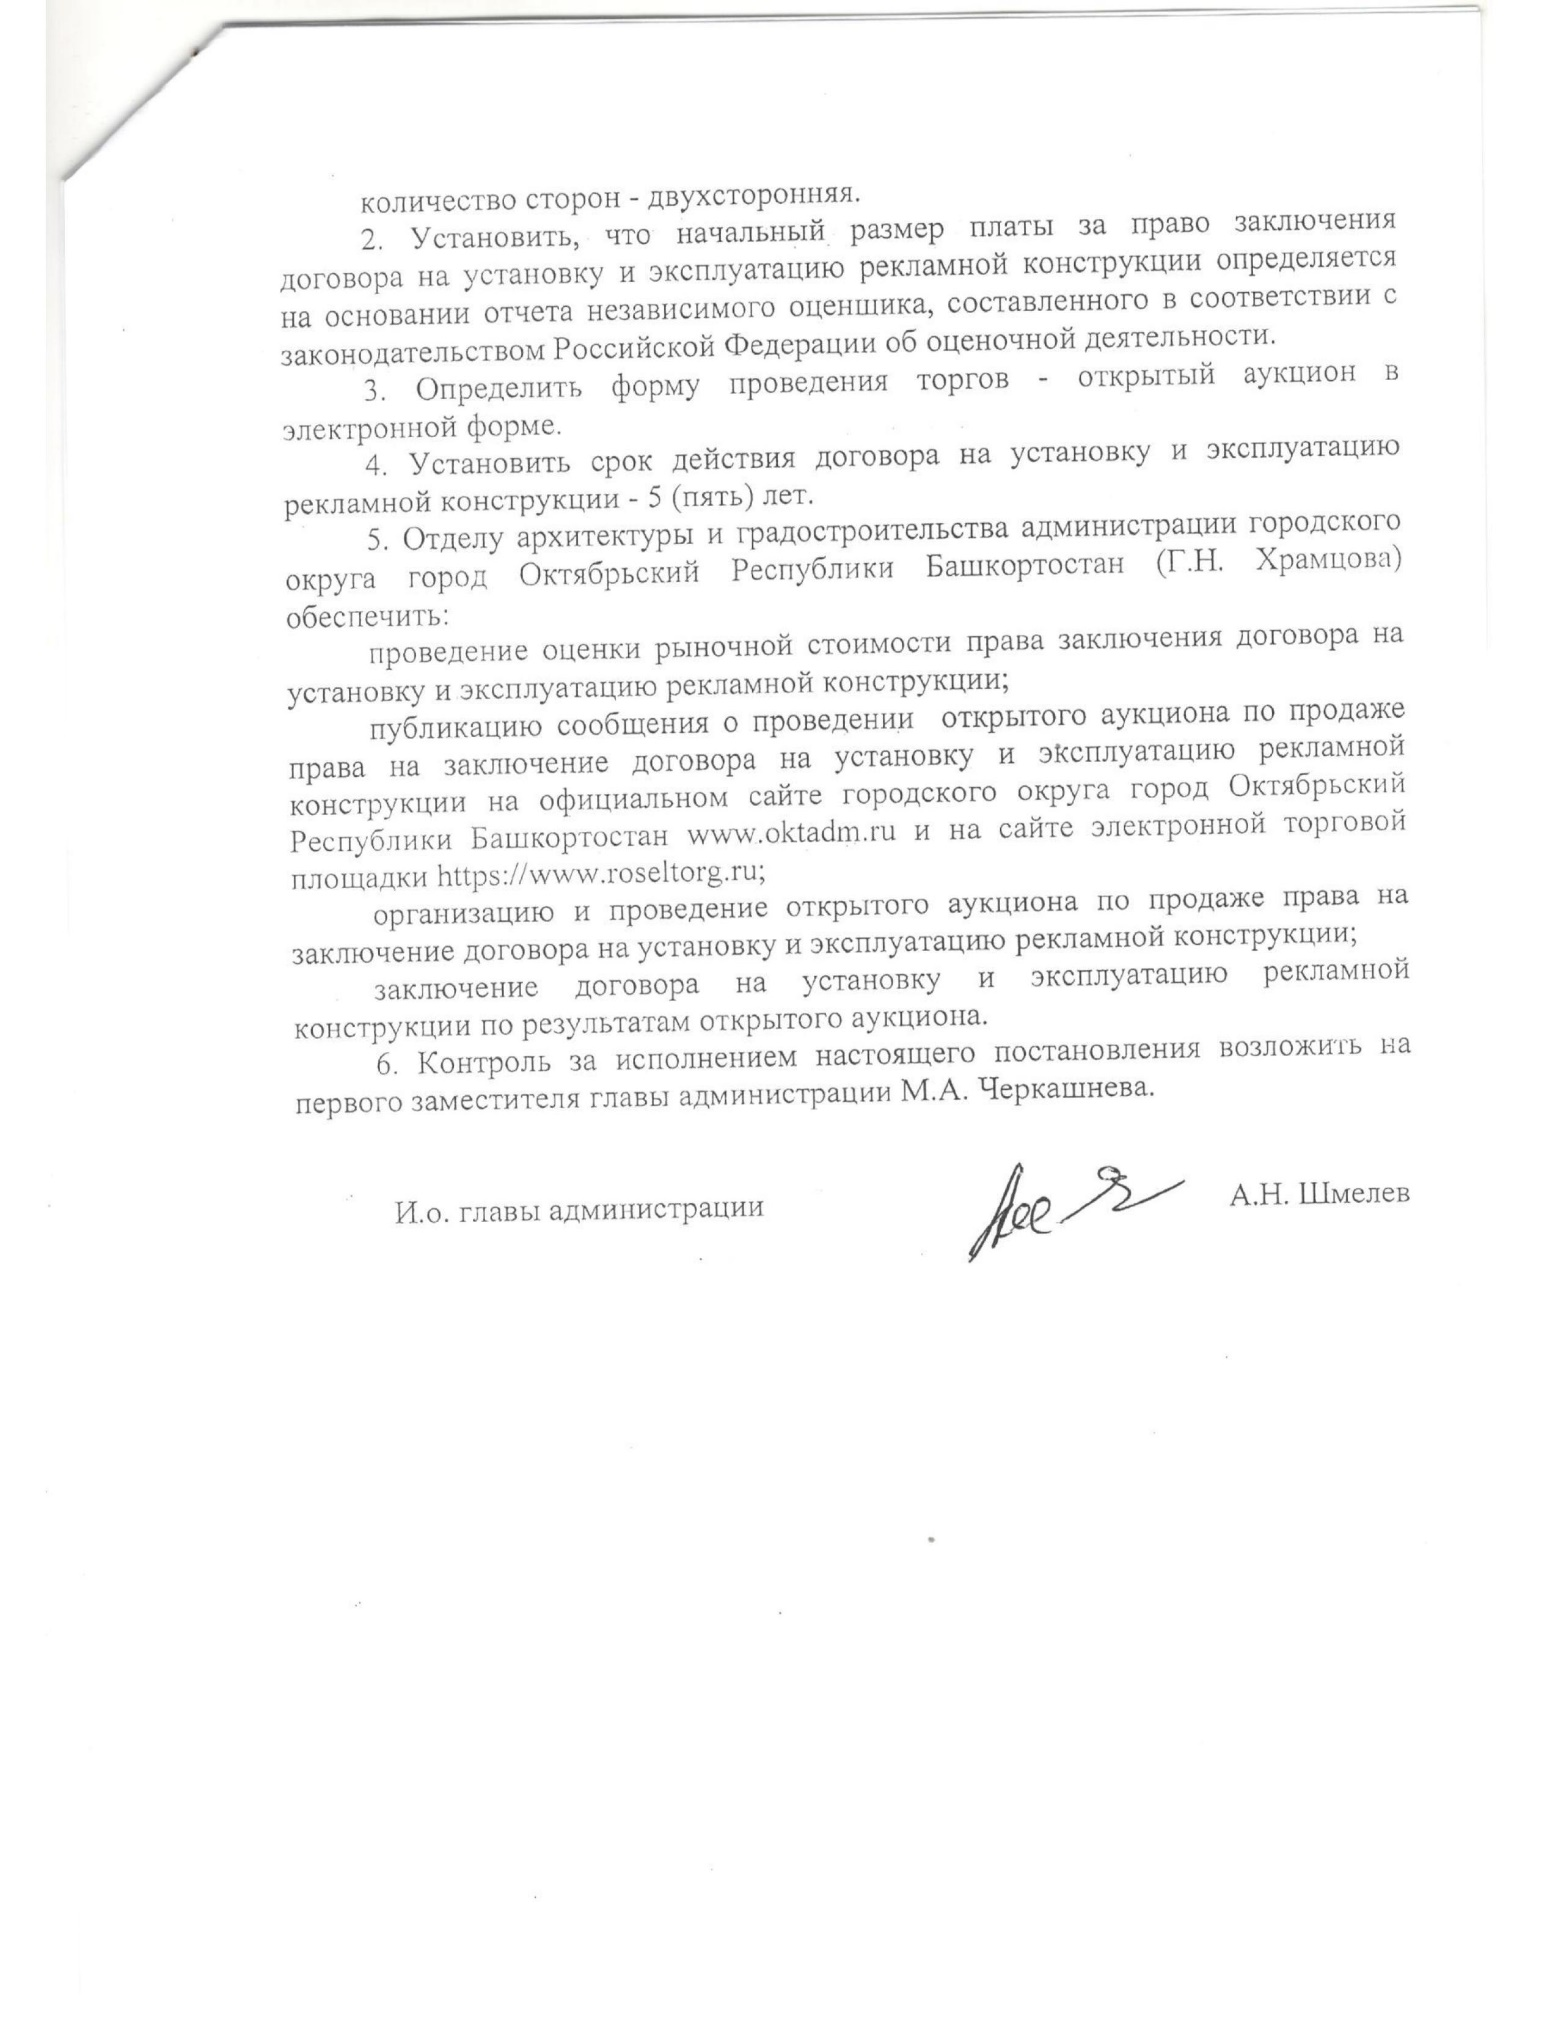 количество сторон - двухсторонняя.
2. Установить, что начальный размер платы за право заключения
договора на установку и эксплуатацию рекламной конструкции определяется
на основании отчета независимого оценщика, составленного в соответствии с
законодательством Российской Федерации об оценочной деятельности.
3. Определить форму проведения торгов - открытый аукцион в
электронной форме.
4. Установить срок действия договора на установку и эксплуатацию
рекламной конструкции - 5 (пять) лет.
5. Отделу архитектуры и градостроительства администрации городского
округа город Октябрьский Республики Башкортостан (Г.Н. Храмцова)
обеспечить:
проведение оценки рыночной стоимости права заключения договора на
установку и эксплуатацию рекламной конструкции;
публикацию сообщения о проведении открытого аукциона по продаже
права на заключение договора на установку и эксплуатацию рекламной
конструкции на официальном сайте городского округа город Октябрьский
Республики Башкортостан www.oktadm.ru и на сайте электронной торговой
площадки https://www.roseltorg.ru;
организацию и проведение открытого аукциона по продаже права на
заключение договора на установку и эксплуатацию рекламной конструкции;
заключение договора на установку и эксплуатацию рекламной
конструкции по результатам открытого аукциона.
6. Контроль за исполнением настоящего постановления возложить на
первого заместителя главы администрации М.А. Черкашнева.
И.о. главы администрации А.Н. Шмелев